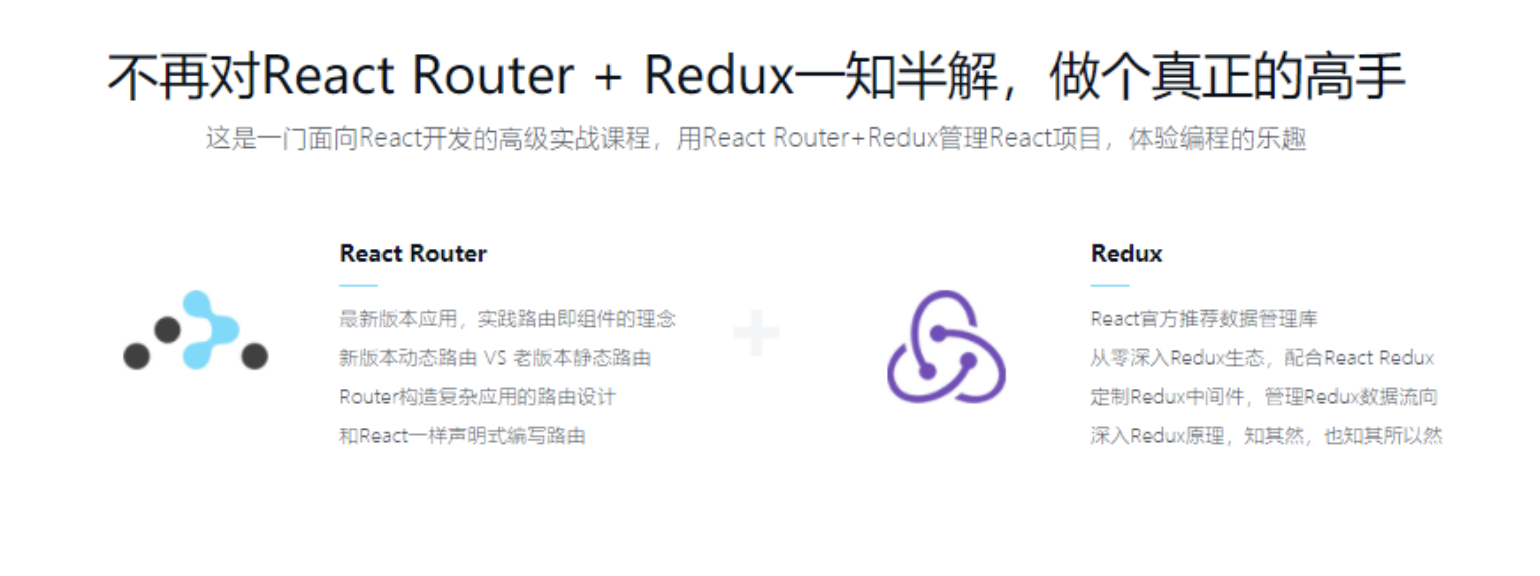 不再对React Router + Redux一知半解，做个真正的高手
这是一门面向React开发的高级实战课程，用React Router+Redux管理React项目，体验编程的乐趣
React Router
最新版本应用，实践路由即组件的理念
新版本动态路由 VS 老版本静态路由
Router构造复杂应用的路由设计
和React一样声明式编写路由
+
Redux
React官方推荐数据管理库
从零深入Redux生态，配合React Redux
定制Redux中间件，管理Redux数据流向
深入Redux原理，知其然，也知其所以然